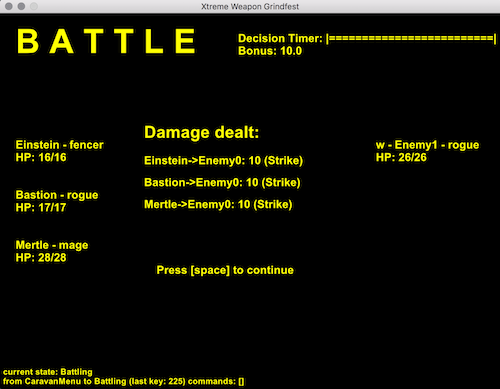 Xtreme Weapon Grindfest
BATTLE
Decision Timer: |=========================|
Bonus: 10.0
Damage dealt:
Einstein - fencer
HP: 16/16
Einstein->Enemy0: 10 (Strike)
w - Enemy1 - rogue
HP: 26/26
Bastion - rogue
HP: 17/17
Bastion->Enemy0: 10 (Strike)
Mertle->Enemy0: 10 (Strike)
Mertle - mage
HP: 28/28
Press [space] to continue
current state: Battling
from CaravanMenu to Battling (last key: 225) commands: []